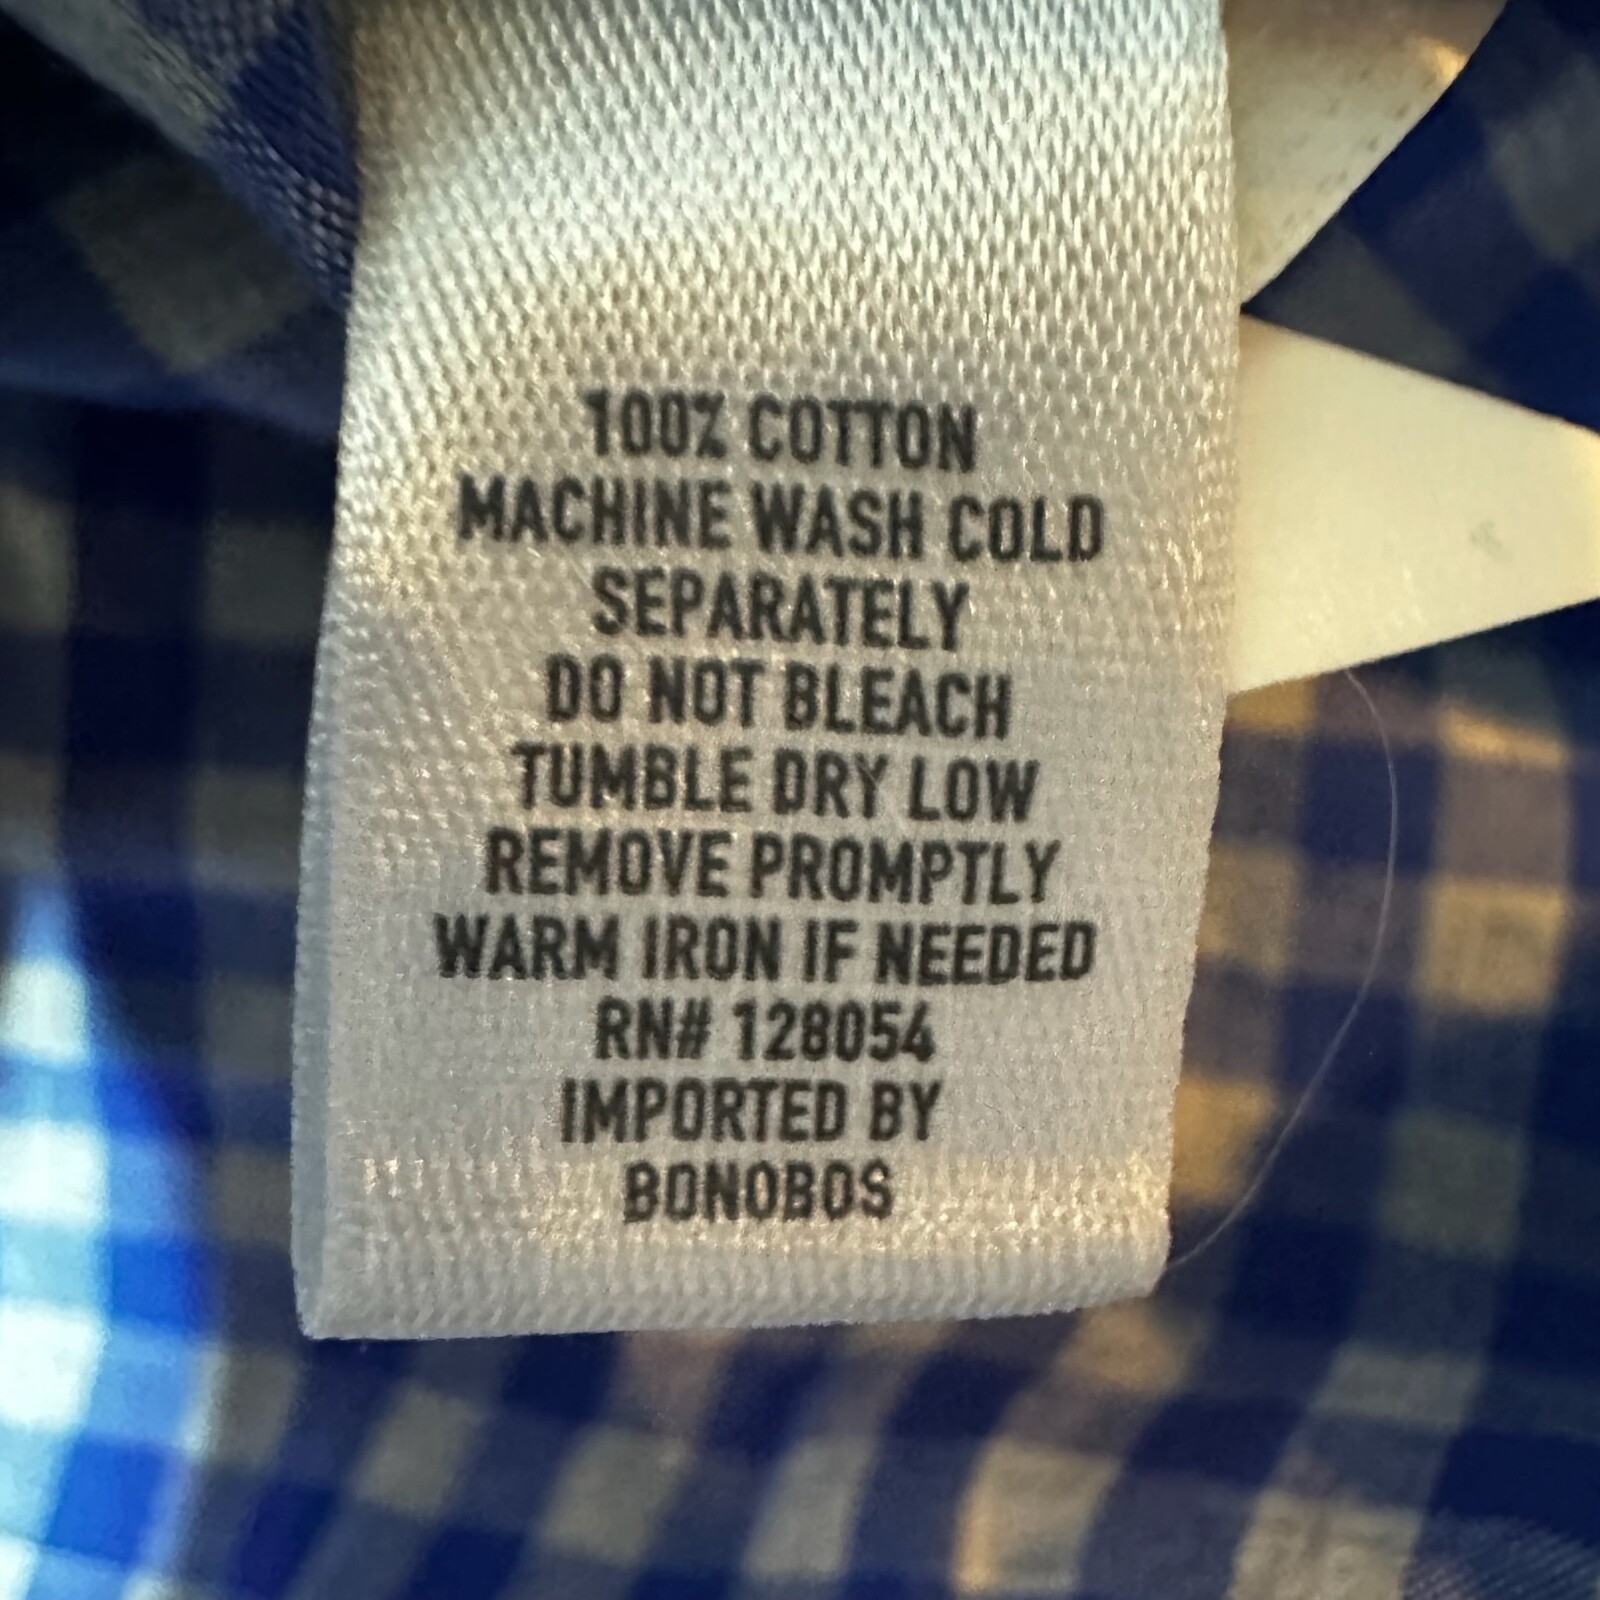 100% COTTON
MACHINE WASH COLD
SEPARATELY
DO NOT BLEACH
TUMBLE DRY LOW
REMOVE PROMPTLY
WARM IRON IF NEEDED
RN# 128054
IMPORTED BY
BONOBOS